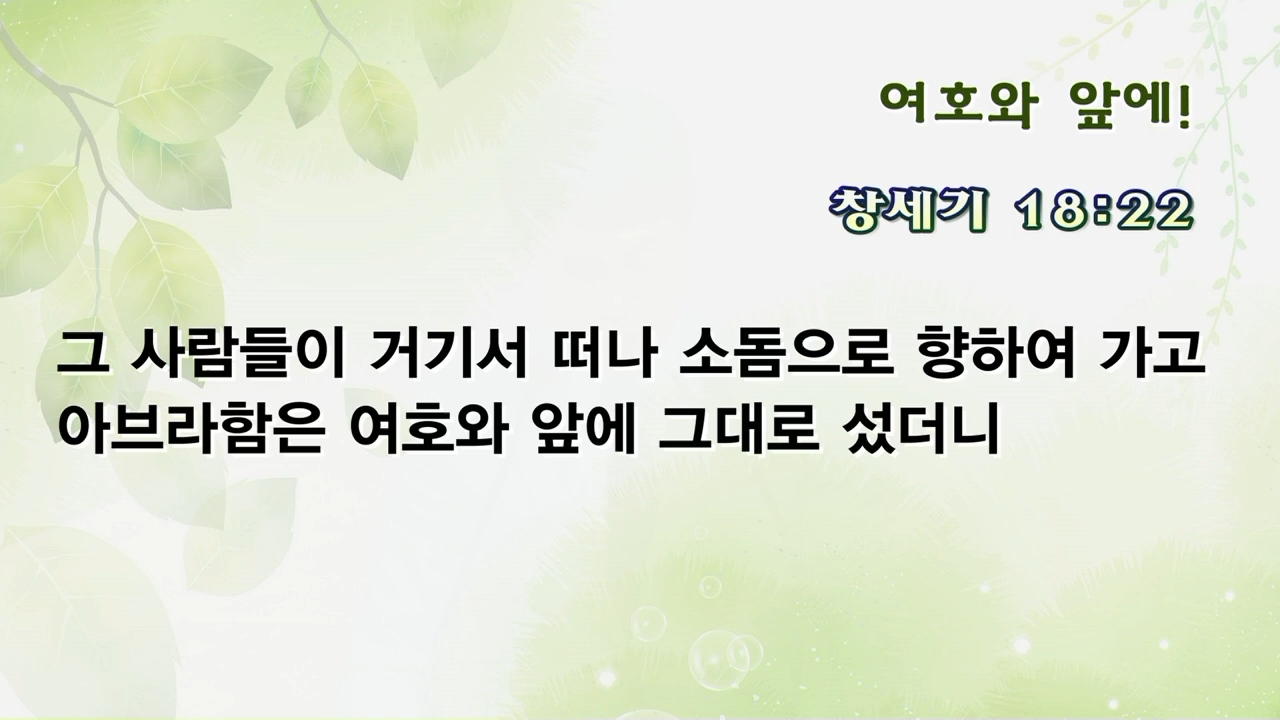 여호와 앞에!
창세기 18:22
그 사람들이 거기서 떠나 소돔으로 향하여 가고
아브라함은 여호와 앞에 그대로 섰더니